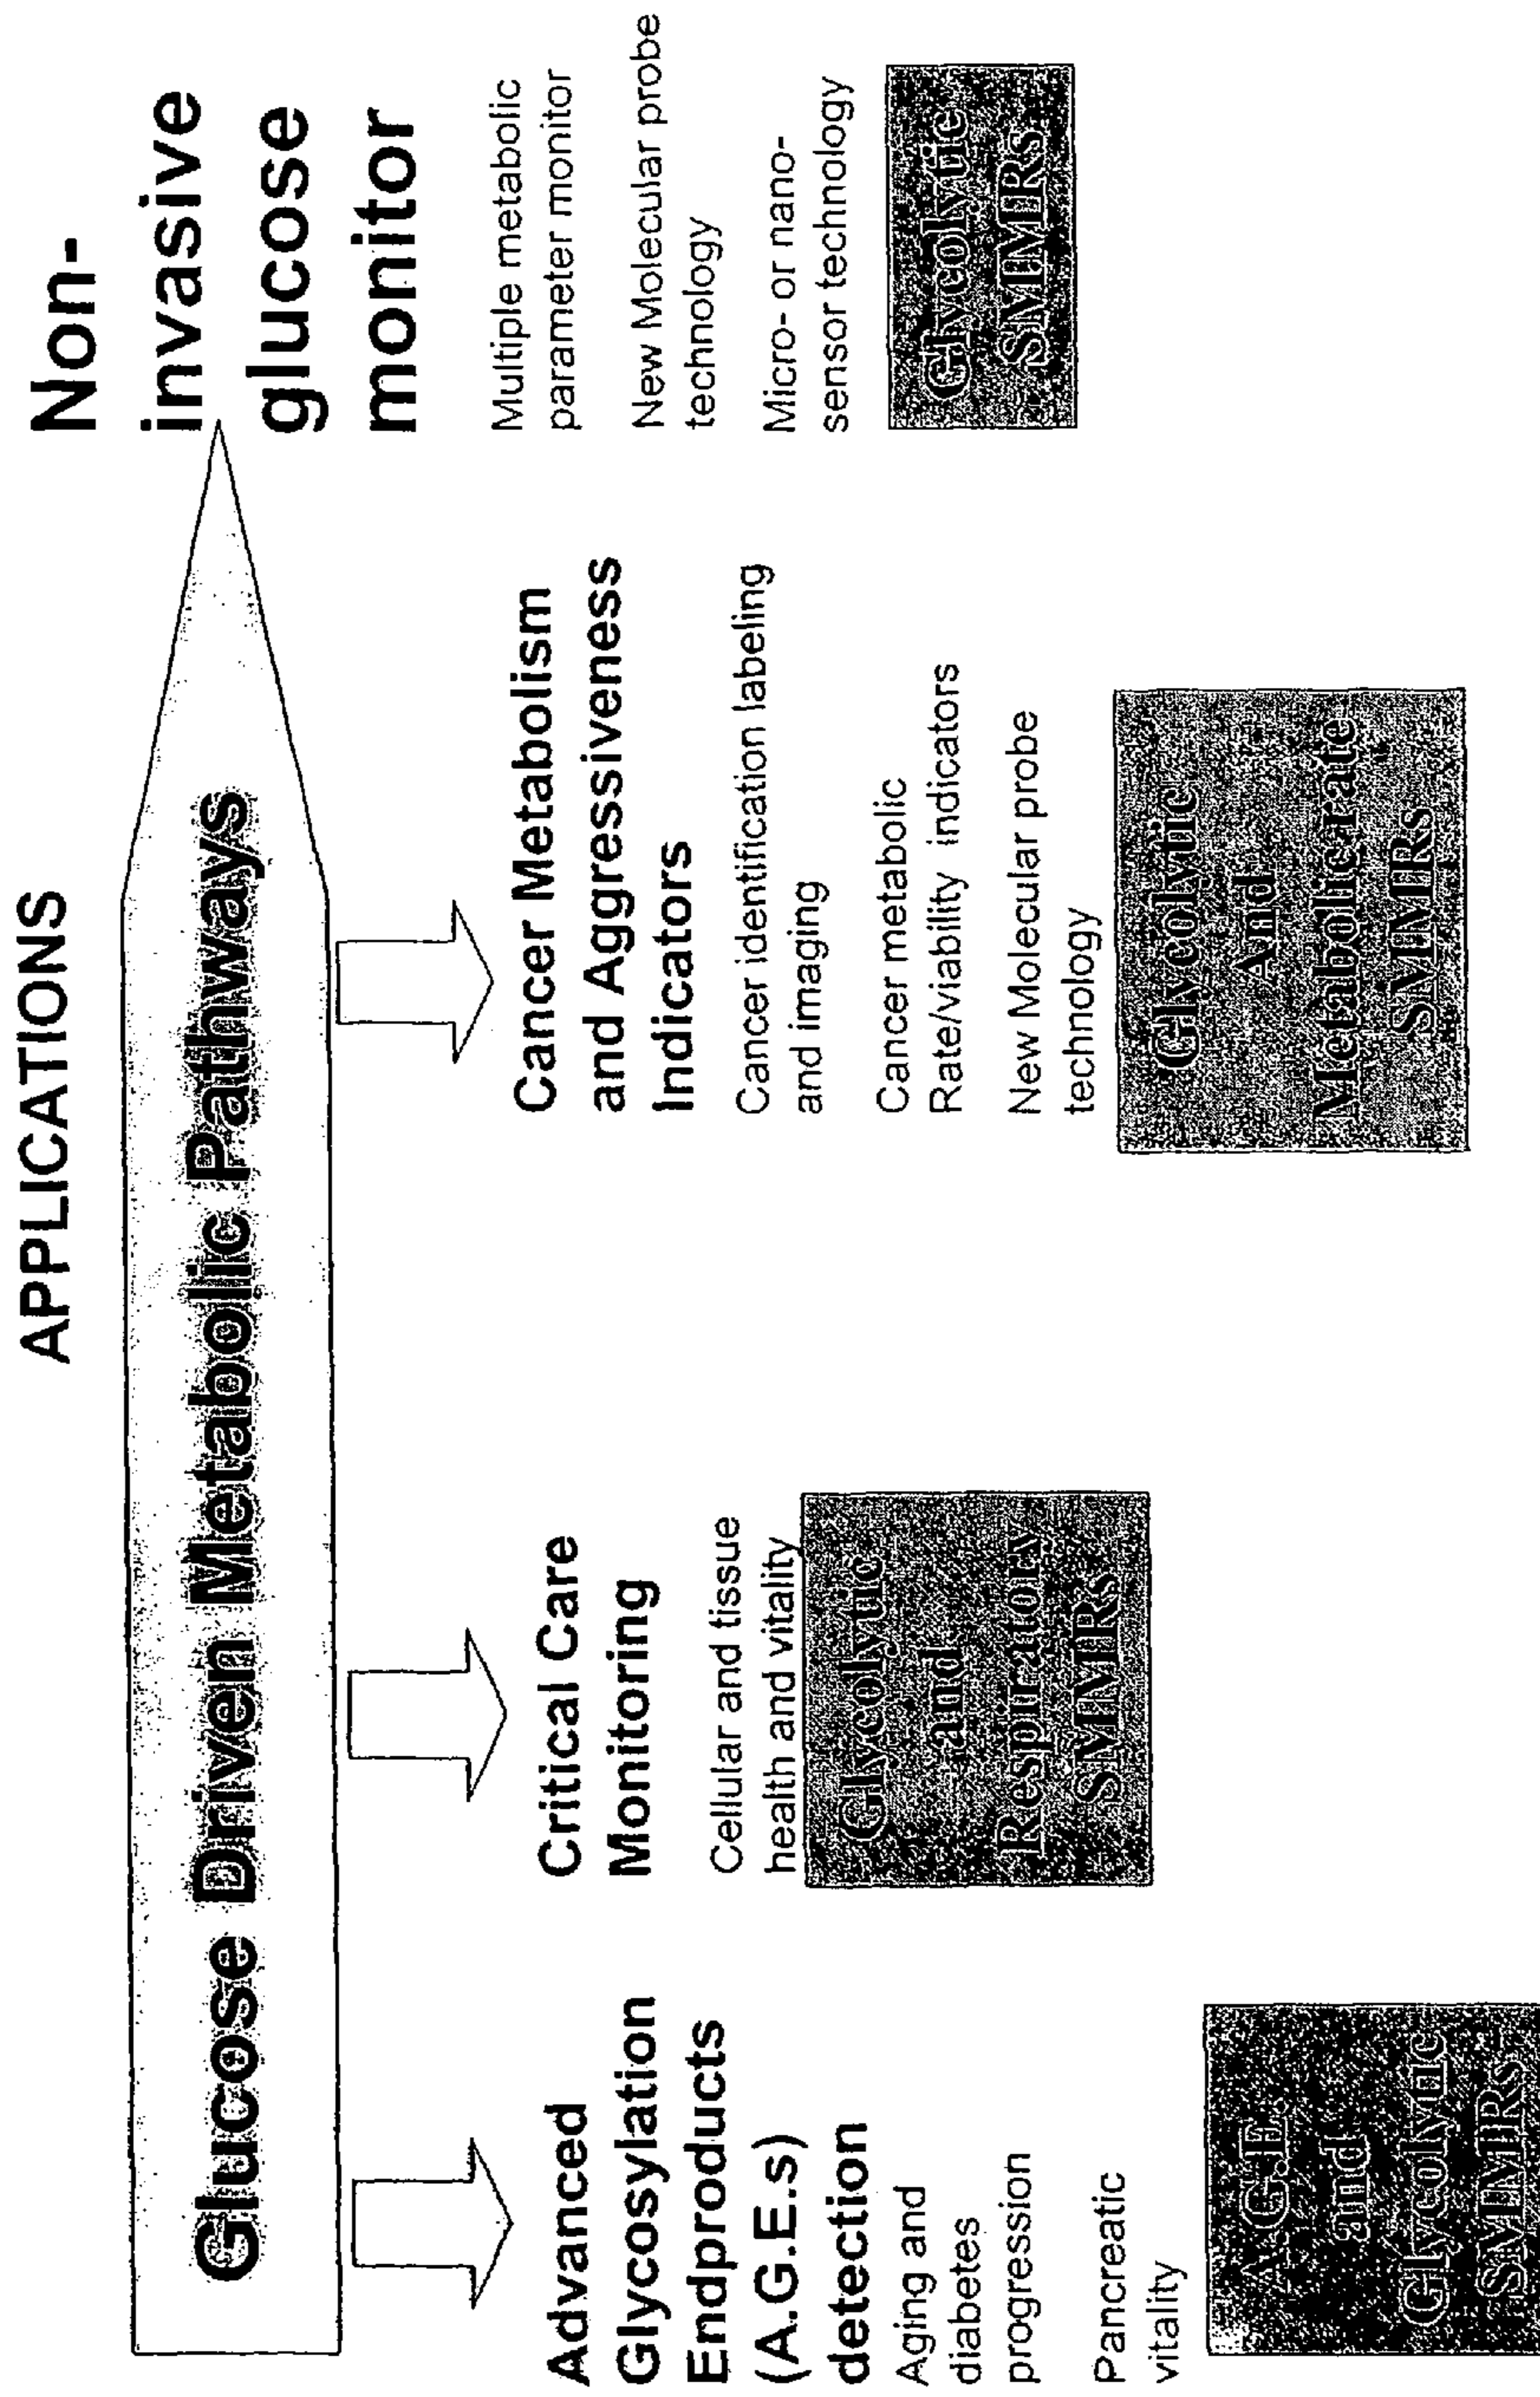 APPLICATIONS
Glucose Driven Metabolic Pathways
Non-
invasive
glucose
monitor
Multiple metabolic
parameter monitor
New Molecular probe
technology
Micro- or nano-
sensor technology
Glycolytic
SMMRs
Cancer Metabolism
and Aggressiveness
Indicators
Cancer identification labeling
and imaging
Cancer metabolic
Rate/viability indicators
New Molecular probe
technology
Glycolytic
And
Metabolic rate
SMMRs
Critical Care
Monitoring
Cellular and tissue
health and vitality
Glycolytic
and
Respiratory
SMMRs
Advanced
Glycosylation
Endproducts
(A.G.E.s)
detection
Aging and
diabetes
progression
Pancreatic
vitality
A.G.E.
and
Glycolytic
SMMRs